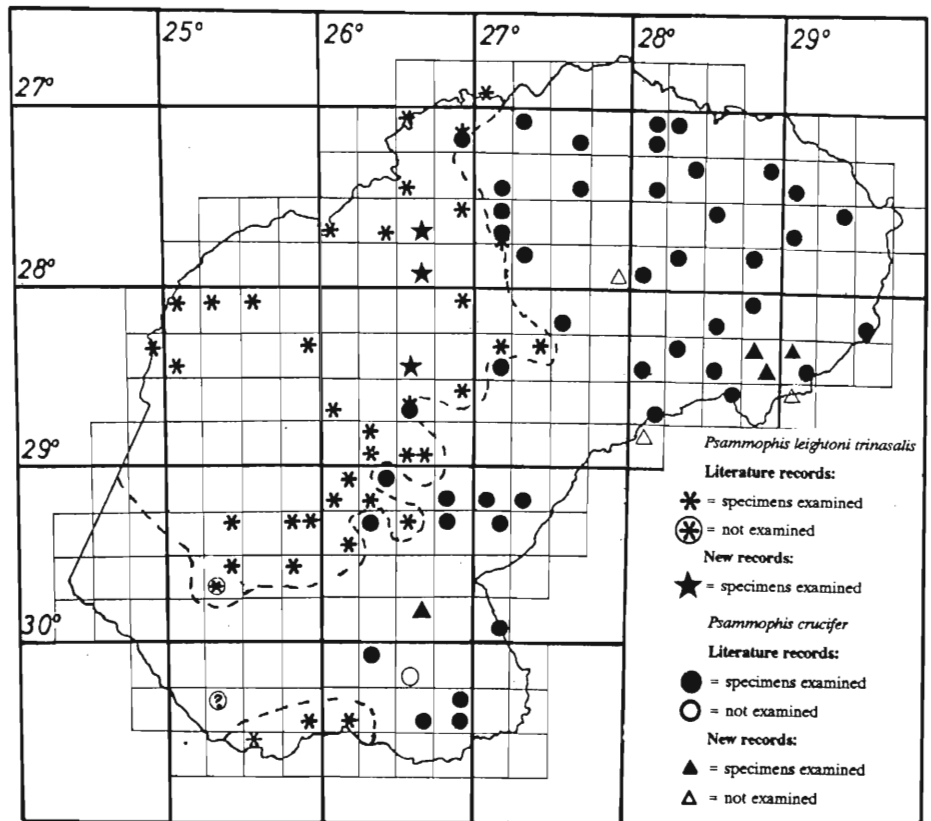 25° 26° 27° 28° 29°
27°
28°
29°
30°
Psammophis leightoni trinasalis
Literature records:
= specimens examined
= not examined
New records:
= specimens examined
Psammophis crucifer
Literature records:
= specimens examined
= not examined
New records:
= specimens examined
= not examined
?